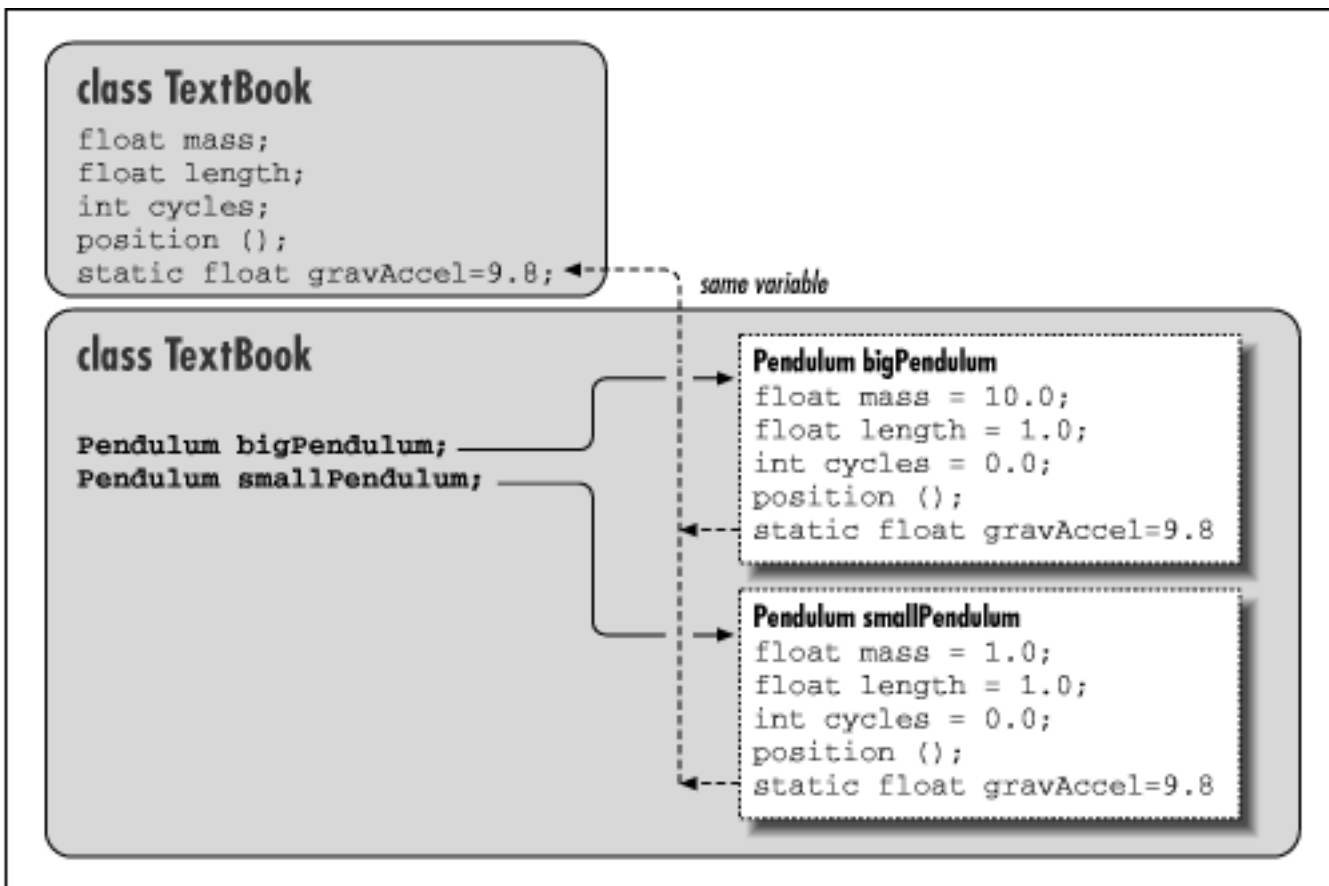 class TextBook
float mass;
float length;
int cycles;
position ();
static float gravAccel=9.8;
same variable
class TextBook
Pendulum bigPendulum;
Pendulum smallPendulum;
Pendulum bigPendulum
float mass = 10.0;
float length = 1.0;
int cycles = 0.0;
position ();
static float gravAccel=9.8
Pendulum smallPendulum
float mass = 1.0;
float length = 1.0;
int cycles = 0.0;
position ();
static float gravAccel=9.8